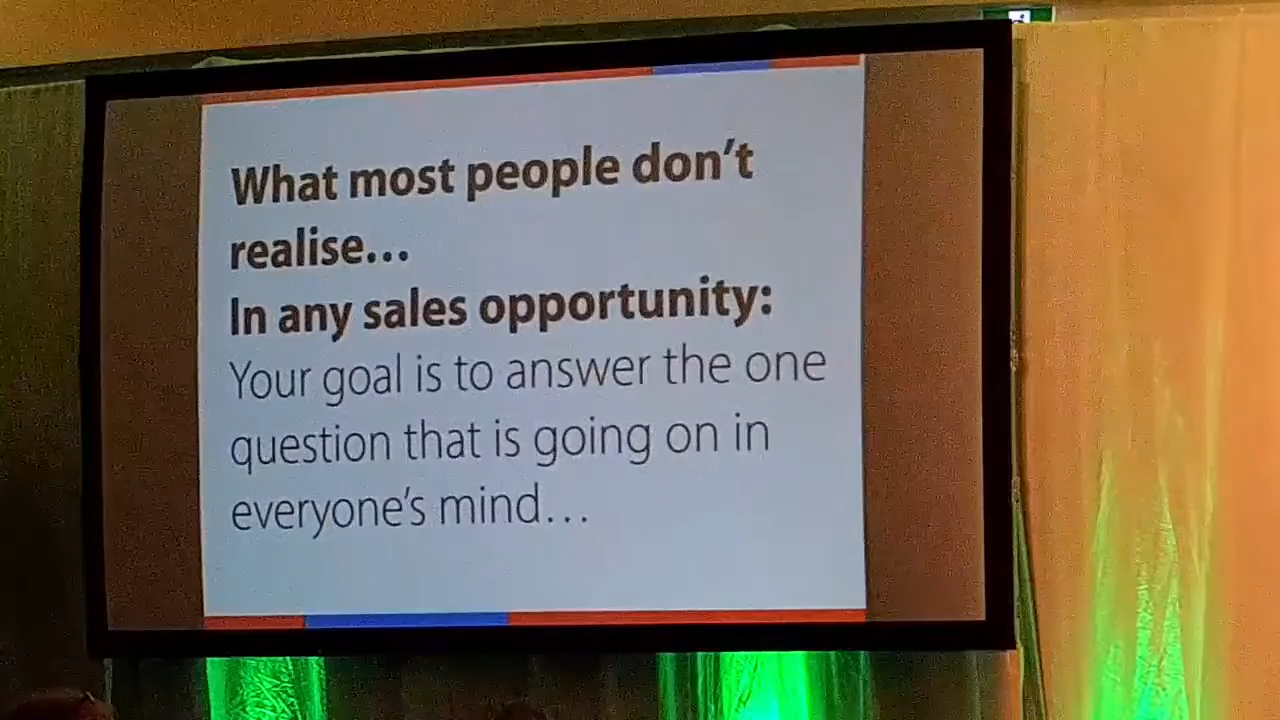 What most people don’t
realise...
In any sales opportunity:
Your goal is to answer the one
question that is going on in
everyone’s mind...